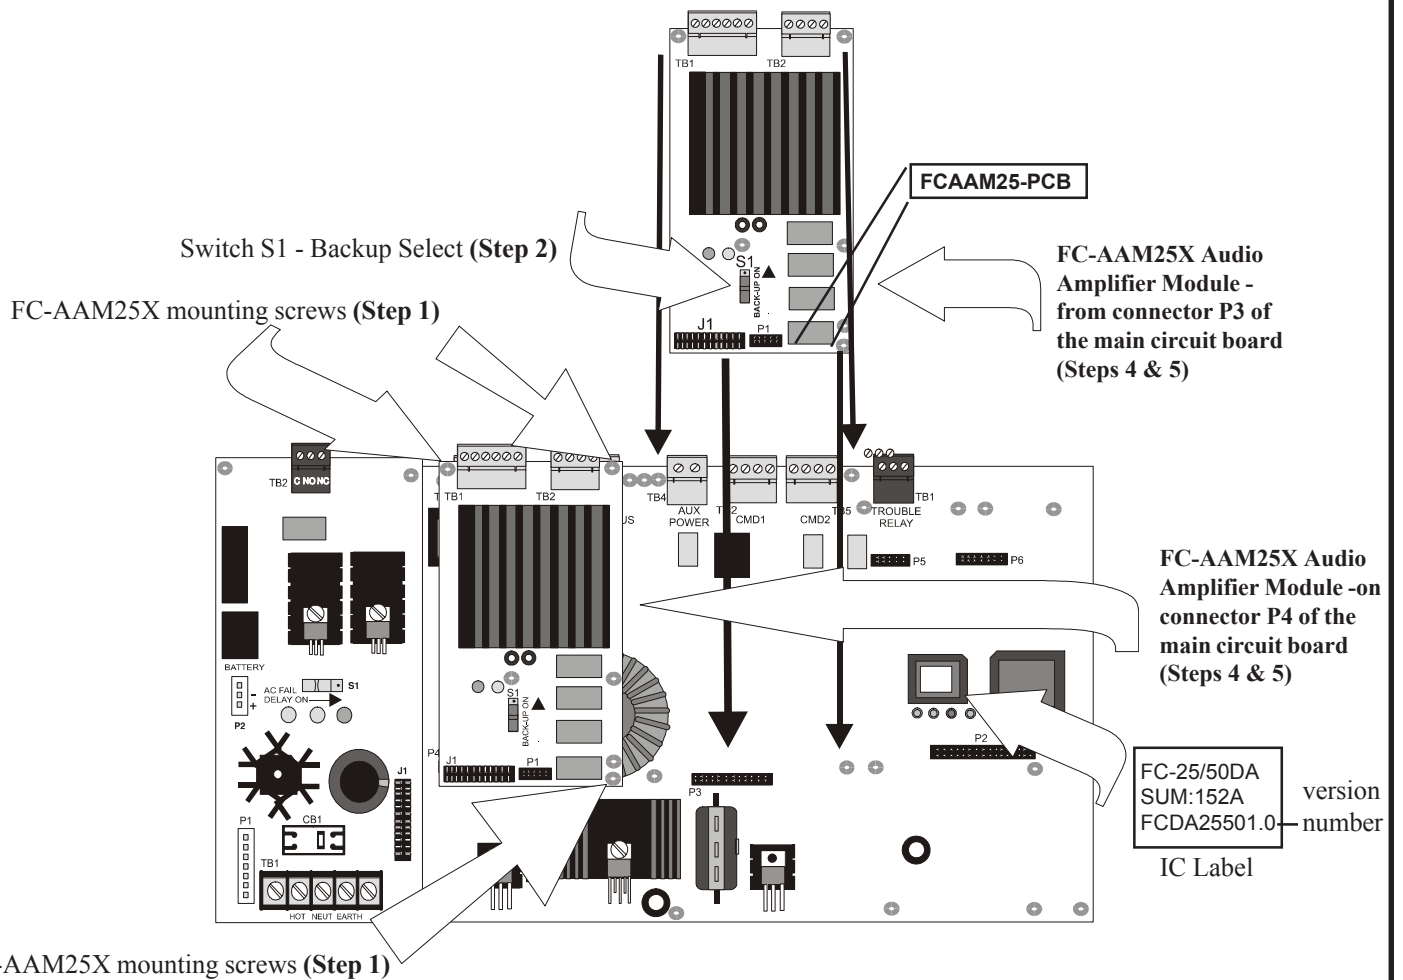 TB1
TB2
FCAAM25-PCB
Switch S1 - Backup Select (Step 2)
S1
BACK-UP ON
FC-AAM25X Audio
Amplifier Module -
from connector P3 of
the main circuit board
(Steps 4 & 5)
FC-AAM25X mounting screws (Step 1)
J1
P1
TB2
C NO NC
TB1
TB2
US
TB4
AUX
POWER
TB2
CMD1
CMD2
TB5
TROUBLE
RELAY
TB1
P5
P6
FC-AAM25X Audio
Amplifier Module -on
connector P4 of the
main circuit board
(Steps 4 & 5)
BATTERY
-
+
P2
AC FAIL
DELAY ON
S1
S1
BACK-UP ON
P4
J1
P1
J1
P3
P2
FC-25/50DA
SUM:152A
FCDA25501.0
version
number
IC Label
P1
CB1
TB1
HOT NEUT EARTH
-AAM25X mounting screws (Step 1)